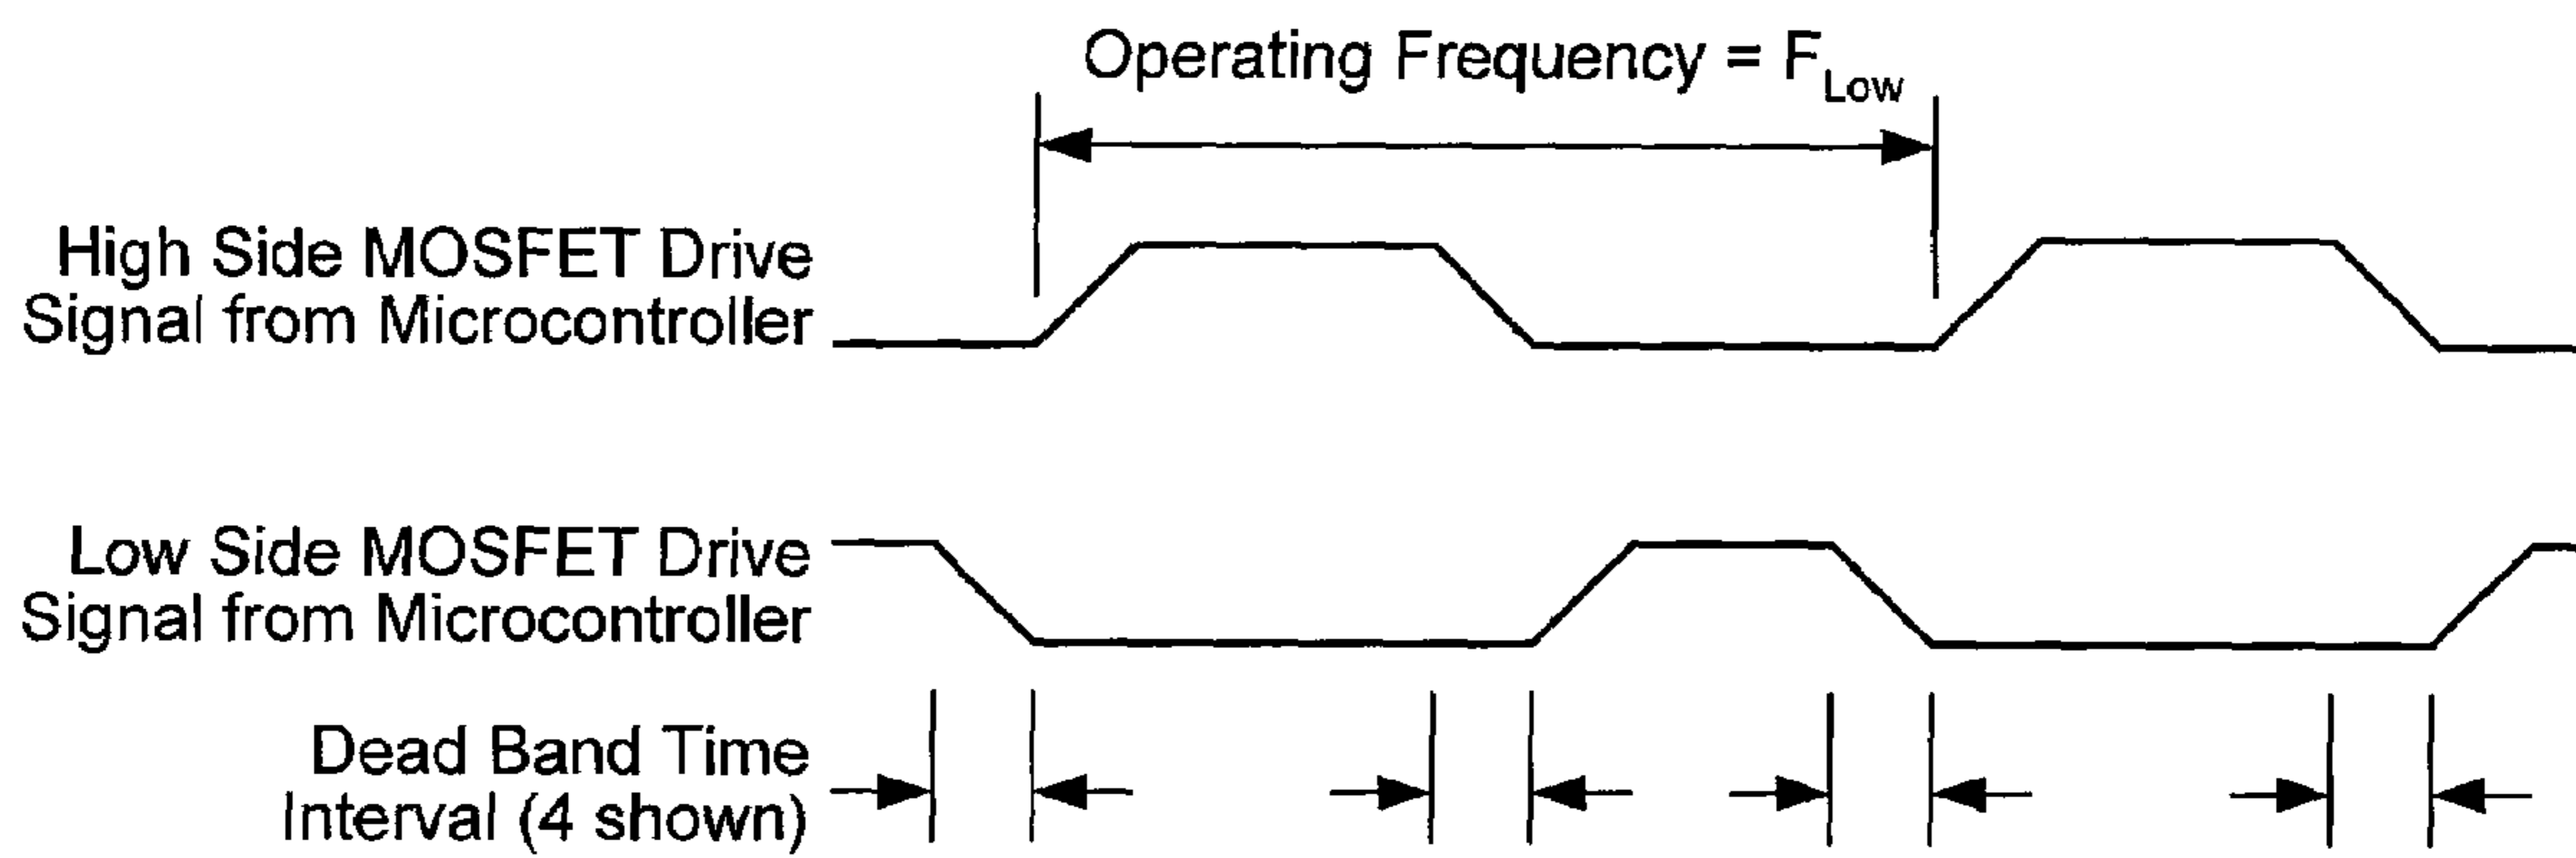 Operating Frequency = F_Low
High Side MOSFET Drive
Signal from Microcontroller
Low Side MOSFET Drive
Signal from Microcontroller
Dead Band Time
Interval (4 shown)